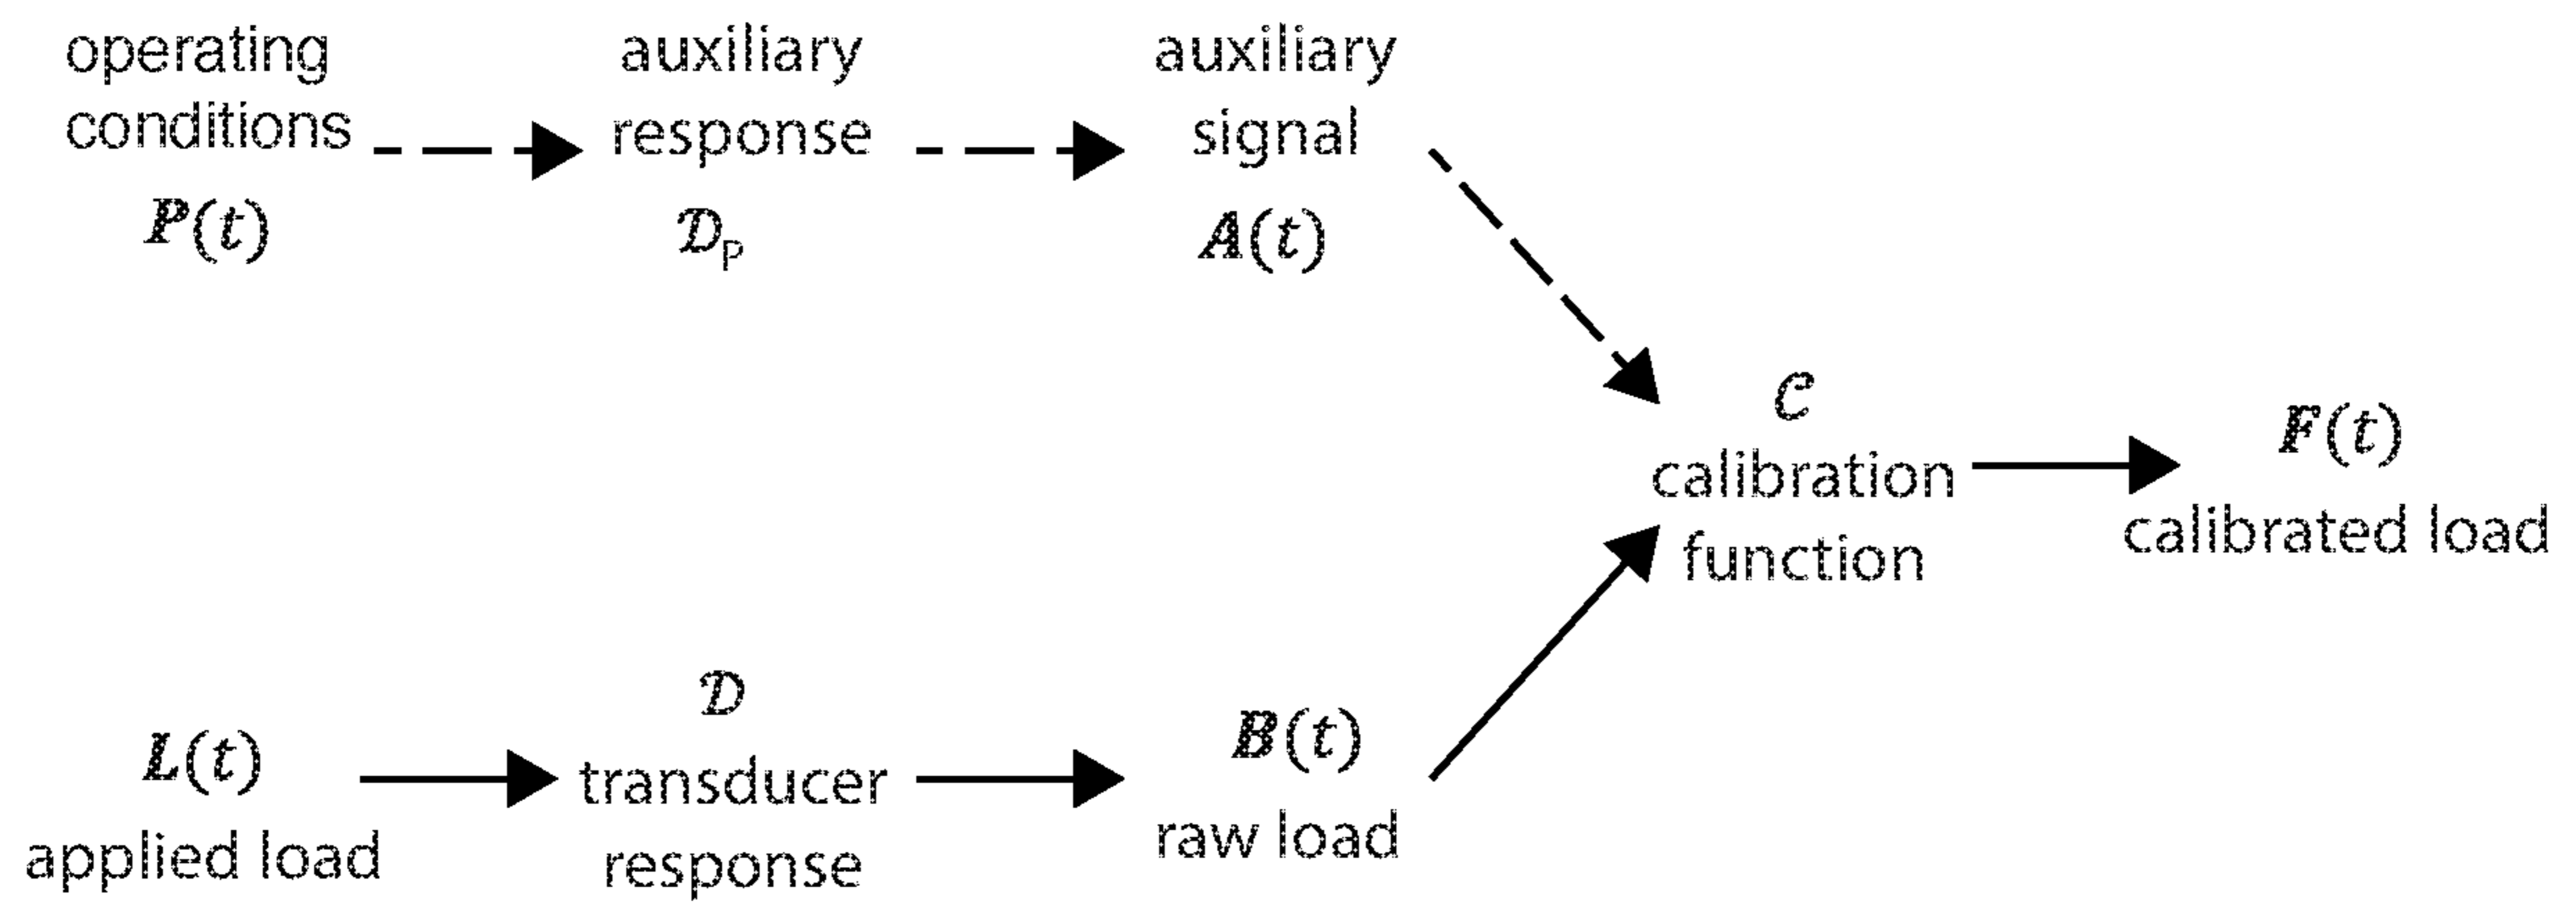 operating
conditions
P(t)
auxiliary
response
𝒟P
auxiliary
signal
A(t)
𝒞
calibration
function
F(t)
calibrated load
L(t)
applied load
𝒟
transducer
response
B(t)
raw load